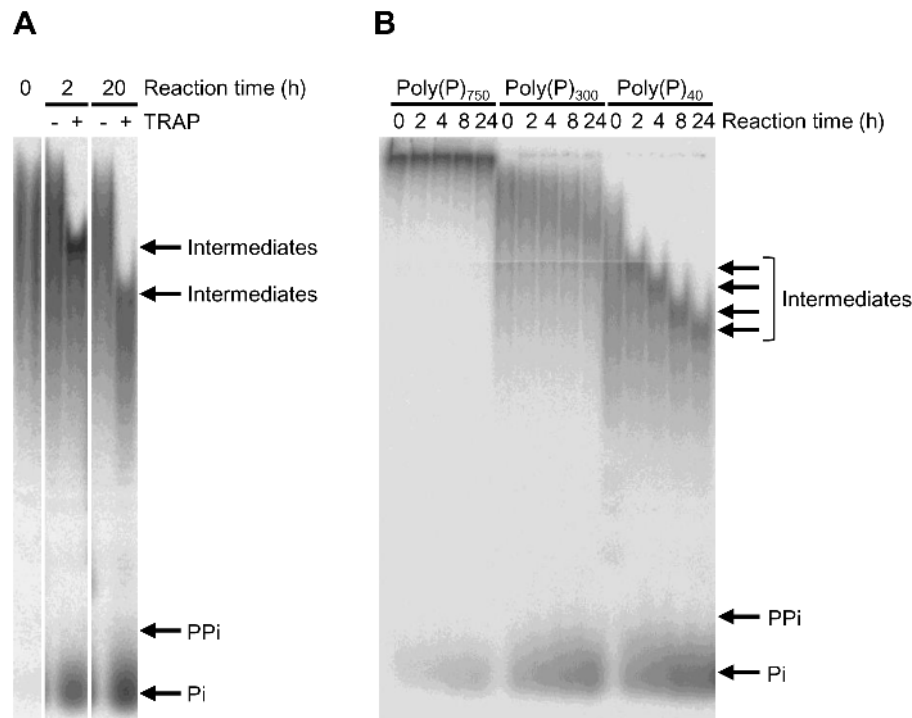 A
0 2 20 Reaction time (h)
- + - + TRAP
Intermediates
Intermediates
PPi
Pi
B
Poly(P)750 Poly(P)300 Poly(P)40
0 2 4 8 24 0 2 4 8 24 0 2 4 8 24 Reaction time (h)
Intermediates
PPi
Pi